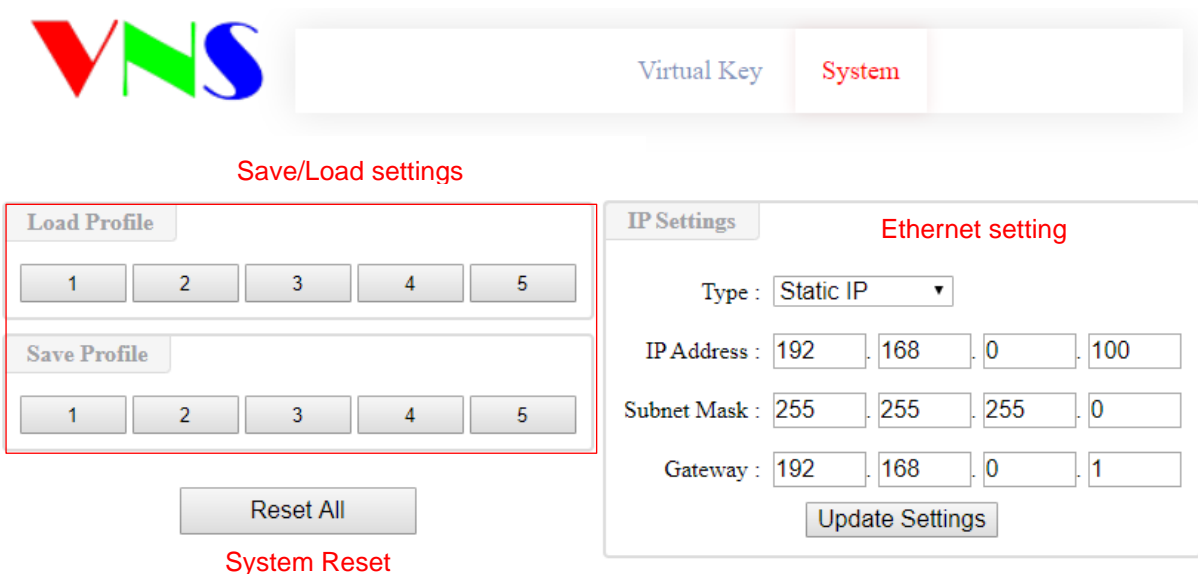 VNS
Virtual Key System
Save/Load settings
Load Profile
1 2 3 4 5
Save Profile
1 2 3 4 5
Reset All
System Reset
IP Settings
Ethernet setting
Type : Static IP
IP Address : 192 . 168 . 0 . 100
Subnet Mask : 255 . 255 . 255 . 0
Gateway : 192 . 168 . 0 . 1
Update Settings